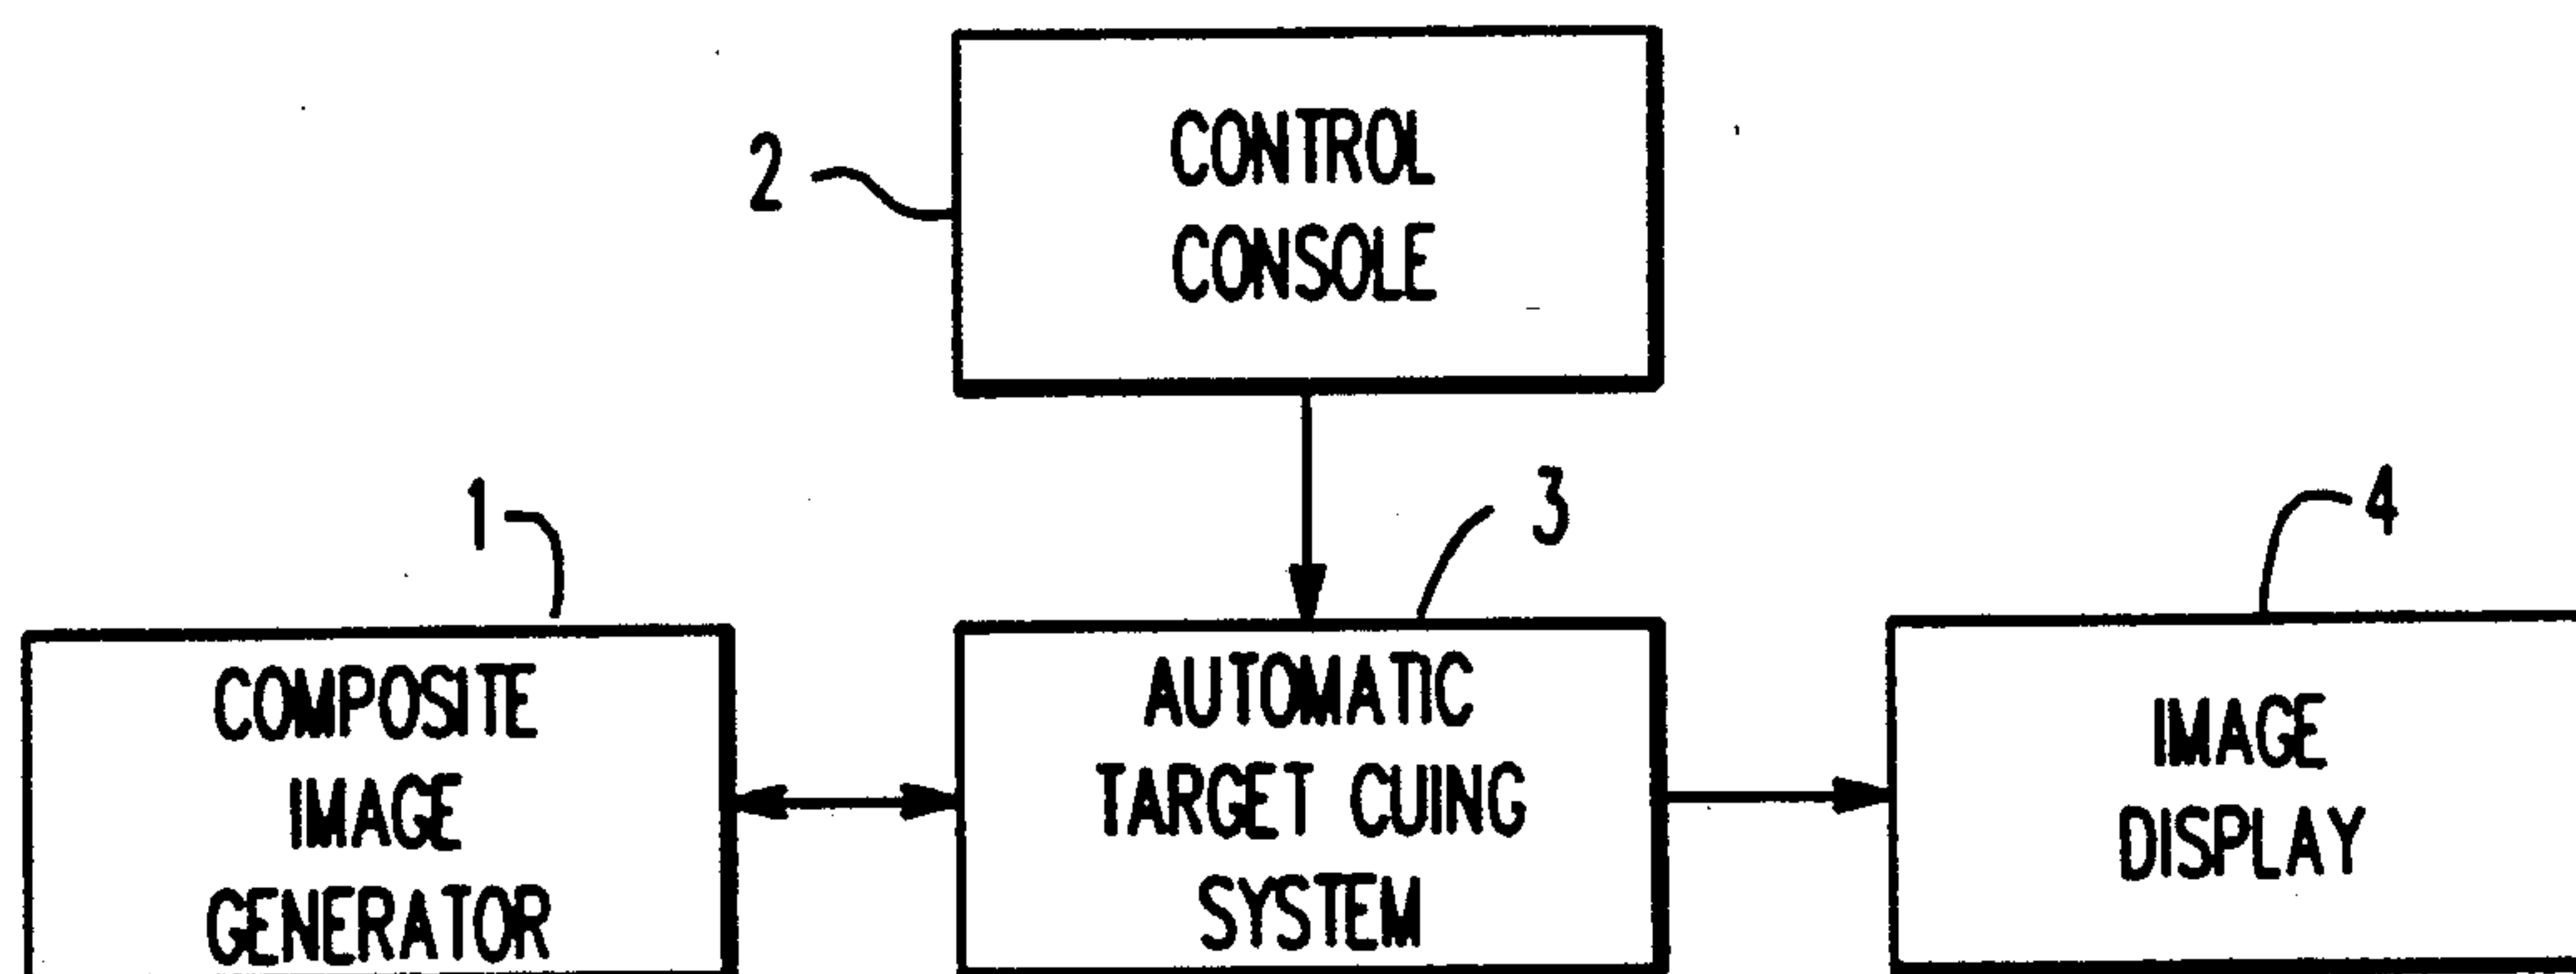 2
CONTROL
CONSOLE
1
3
4
COMPOSITE
IMAGE
GENERATOR
AUTOMATIC
TARGET CUING
SYSTEM
IMAGE
DISPLAY